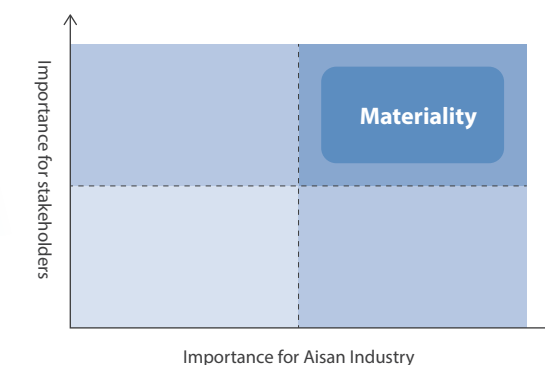 Importance for stakeholders
Materiality
Importance for Aisan Industry